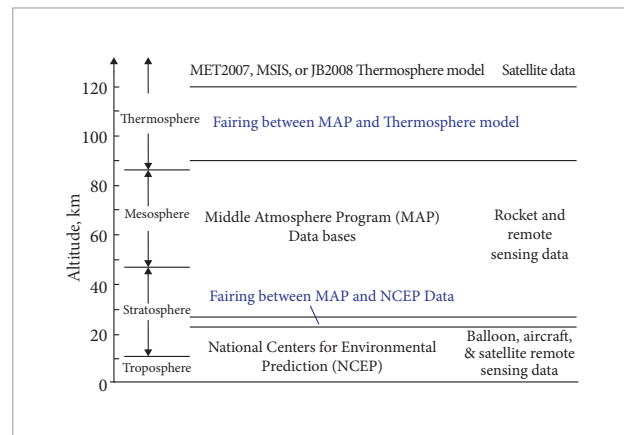 MET2007, MSIS, or JB2008 Thermosphere model Satellite data
120
Thermosphere
Fairing between MAP and Thermosphere model
100
80
Mesosphere
Middle Atmosphere Program (MAP)
Data bases
Rocket and
remote
sensing data
60
Altitude, km
40
Fairing between MAP and NCEP Data
Stratosphere
20
National Centers for Environmental
Prediction (NCEP)
Balloon, aircraft,
& satellite remote
sensing data
Troposphere
0